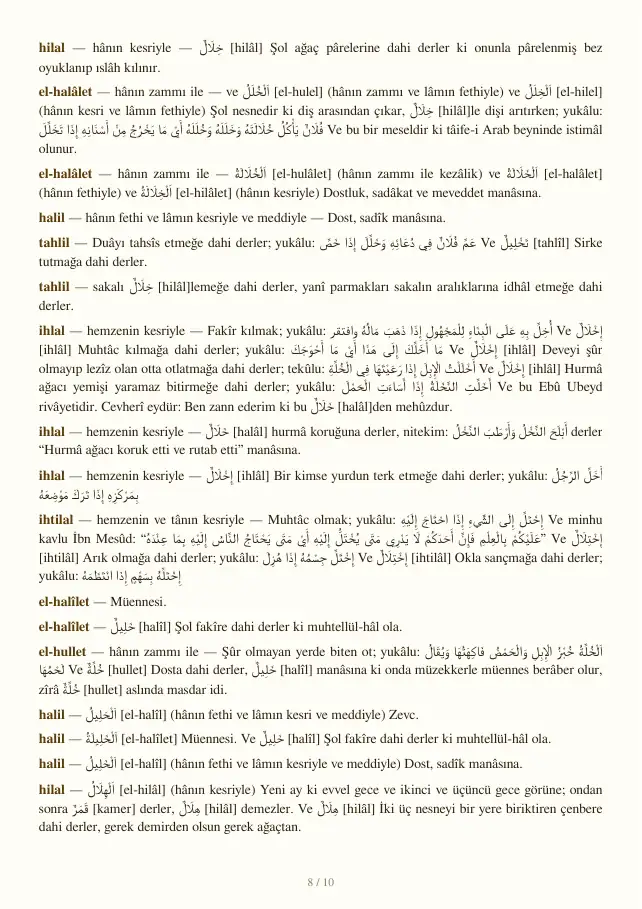 hilal — hânın kesriyle — خِلَالٌ [hilâl] Şol ağaç pârelerine dahi derler ki onunla pârelenmiş bez
oyuklanıp ıslâh kılınır.
el-halâlet — hânın zammı ile — ve اَلْخُلَلُ [el-hulel] (hânın zammı ve lâmın fethiyle) ve اَلْخِلَلُ [el-hilel]
(hânın kesri ve lâmın fethiyle) Şol nesnedir ki diş arasından çıkar, خِلَالٌ [hilâl]le dişi arıtırken; yukâlu:
فُلَانٌ يَأْكُلُ خُلَالَتَهُ وَخِلَلَهُ وَخُلَلَهُ أَيْ مَا يَخْرُجُ مِنْ أَسْنَانِهِ إِذَا تَخَلَّلَ Ve bu bir meseldir ki tâife-i Arab beyninde istimâl
olunur.
el-halâlet — hânın zammı ile — اَلْخُلَالَةُ [el-hulâlet] (hânın zammı ile kezâlik) ve اَلْخَلَالَةُ [el-halâlet]
(hânın fethiyle) ve اَلْخِلَالَةُ [el-hilâlet] (hânın kesriyle) Dostluk, sadâkat ve meveddet manâsına.
halil — hânın fethi ve lâmın kesriyle ve meddiyle — Dost, sadîk manâsına.
tahlil — Duâyı tahsîs etmeğe dahi derler; yukâlu: عَمَّ فُلَانٌ فِي دُعَائِهِ وَخَلَّلَ إِذَا خَصَّ Ve تَخْلِيلٌ [tahlîl] Sirke
tutmağa dahi derler.
tahlil — sakalı خِلَالٌ [hilâl]lemeğe dahi derler, yanî parmakları sakalın aralıklarına idhâl etmeğe dahi
derler.
ihlal — hemzenin kesriyle — Fakîr kılmak; yukâlu: أُخِلَّ بِهِ عَلَى الْبِنَاءِ لِلْمَجْهُولِ إِذَا ذَهَبَ مَالُهُ وافتقر Ve إِخْلَالٌ
[ihlâl] Muhtâc kılmağa dahi derler; yukâlu: مَا أَخَلَّكَ إِلَى هَذَا أَيْ مَا أَحْوَجَكَ Ve إِخْلَالٌ [ihlâl] Deveyi şûr
olmayıp lezîz olan otta otlatmağa dahi derler; tekûlu: أَخْلَلْتُ الْإِبِلَ إِذَا رَعَيْتَهَا فِي الْخُلَّةِ Ve إِخْلَالٌ [ihlâl] Hurmâ
ağacı yemişi yaramaz bitirmeğe dahi derler; yukâlu: أَخَلَّتِ النَّخْلَةُ إِذَا أَسَاءَتِ الْحَمْلَ Ve bu Ebû Ubeyd
rivâyetidir. Cevherî eydür: Ben zann ederim ki bu خَلَالٌ [halâl]den mehûzdur.
ihlal — hemzenin kesriyle — خَلَالٌ [halâl] hurmâ koruğuna derler, nitekim: أَبْلَحَ النَّخْلُ وَأَرْطَبَ النَّخْلُ derler
“Hurmâ ağacı koruk etti ve rutab etti” manâsına.
ihlal — hemzenin kesriyle — إِخْلَالٌ [ihlâl] Bir kimse yurdun terk etmeğe dahi derler; yukâlu: أَخَلَّ الرَّجُلُ
بِمَرْكَزِهِ إِذَا تَرَكَ مَوْضِعَهُ
ihtilal — hemzenin ve tânın kesriyle — Muhtâc olmak; yukâlu: إِخْتَلَّ إِلَى الشَّيْءِ إِذَا احْتَاجَ إِلَيْهِ Ve minhu
kavlu İbn Mesûd: “عَلَيْكُمْ بِالْعِلْمِ فَإِنَّ أَحَدَكُمْ لَا يَدْرِي مَتَى يُخْتَلُّ إِلَيْهِ أَيْ مَتَى يَحْتَاجُ النَّاسُ إِلَيْهِ بِمَا عِنْدَهُ” Ve إِخْتِلَالٌ
[ihtilâl] Arık olmağa dahi derler; yukâlu: إِخْتَلَّ جِسْمُهُ إِذَا هُزِلَ Ve إِخْتِلَالٌ [ihtilâl] Okla sançmağa dahi derler;
yukâlu: إِخْتَلَّهُ بِسَهْمٍ إِذَا انْتَظَمَهُ
el-halîlet — Müennesi.
el-halîlet — خَلِيلٌ [halîl] Şol fakîre dahi derler ki muhtellül-hâl ola.
el-hullet — hânın zammı ile — Şûr olmayan yerde biten ot; yukâlu: اَلْخُلَّةُ خُبْزُ الْإِبِلِ وَالْحَمْضُ فَاكِهَتُهَا وَيُقَالُ
لَحْمُهَا Ve خُلَّةٌ [hullet] Dosta dahi derler, خَلِيلٌ [halîl] manâsına ki onda müzekkerle müennes berâber olur,
zîrâ خُلَّةٌ [hullet] aslında masdar idi.
halil — اَلْخَلِيلُ [el-halîl] (hânın fethi ve lâmın kesri ve meddiyle) Zevc.
halil — اَلْخَلِيلَةُ [el-halîlet] Müennesi. Ve خَلِيلٌ [halîl] Şol fakîre dahi derler ki muhtellül-hâl ola.
halil — اَلْخَلِيلُ [el-halîl] (hânın fethi ve lâmın kesriyle ve meddiyle) Dost, sadîk manâsına.
hilal — اَلْهِلَالُ [el-hilâl] (hânın kesriyle) Yeni ay ki evvel gece ve ikinci ve üçüncü gece görüne; ondan
sonra قَمَرٌ [kamer] derler, هِلَالٌ [hilâl] demezler. Ve هِلَالٌ [hilâl] İki üç nesneyi bir yere biriktiren çenbere
dahi derler, gerek demirden olsun gerek ağaçtan.
8 / 10